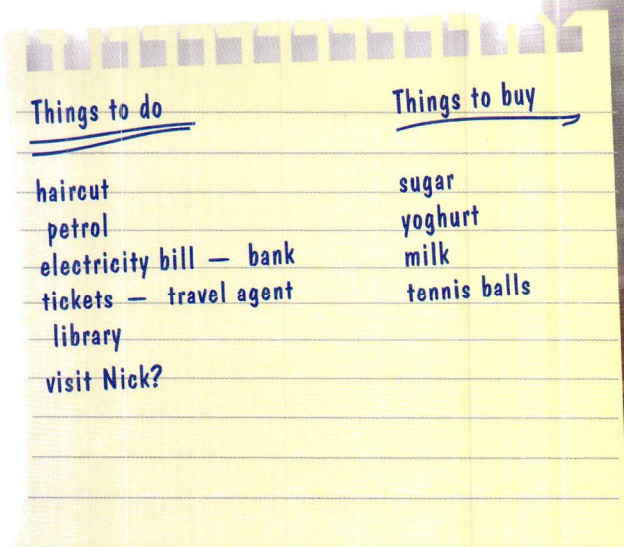 Things to do
haircut
petrol
electricity bill — bank
tickets — travel agent
library
visit Nick?
Things to buy
sugar
yoghurt
milk
tennis balls